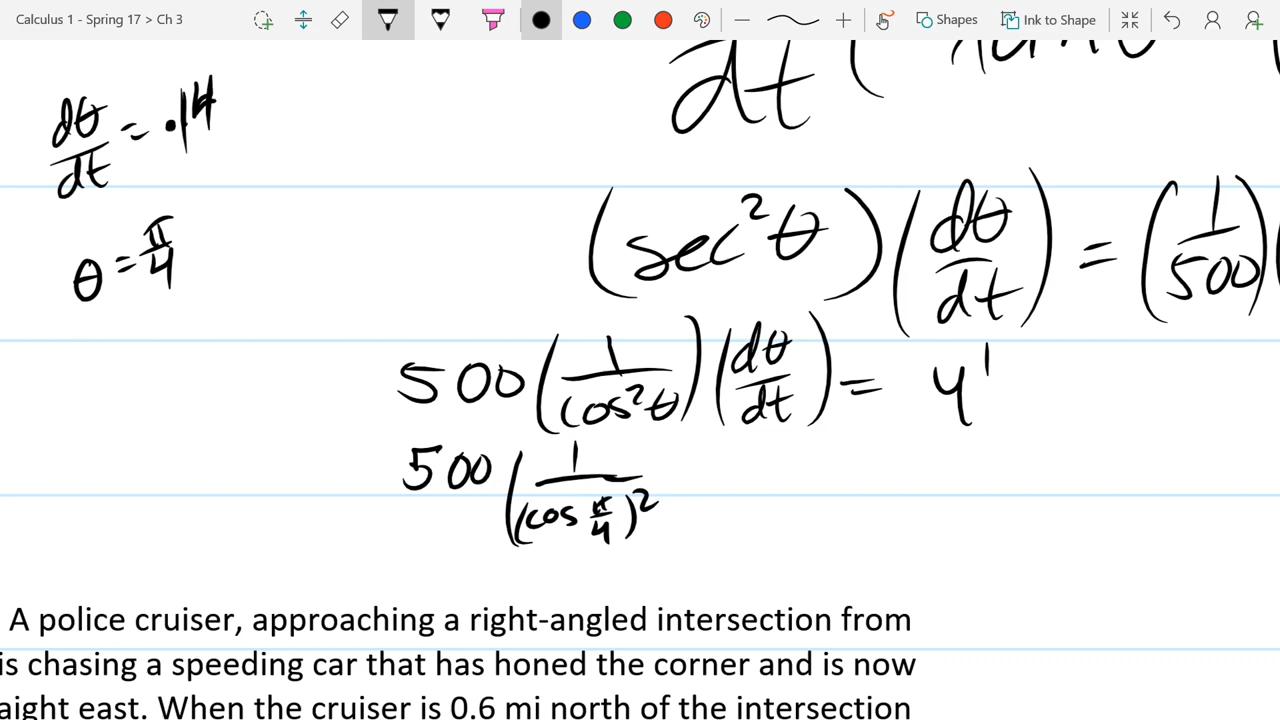 Calculus 1 - Spring 17 > Ch 3
Shapes
Ink to Shape
dt (
dθ/dt = .14
θ = π/4
(sec²θ)(dθ/dt) = (1/500)(
500(1/cos²θ)(dθ/dt) = y'
500(1/(cos π/4)²
A police cruiser, approaching a right-angled intersection from
is chasing a speeding car that has honed the corner and is now
aight east. When the cruiser is 0.6 mi north of the intersection